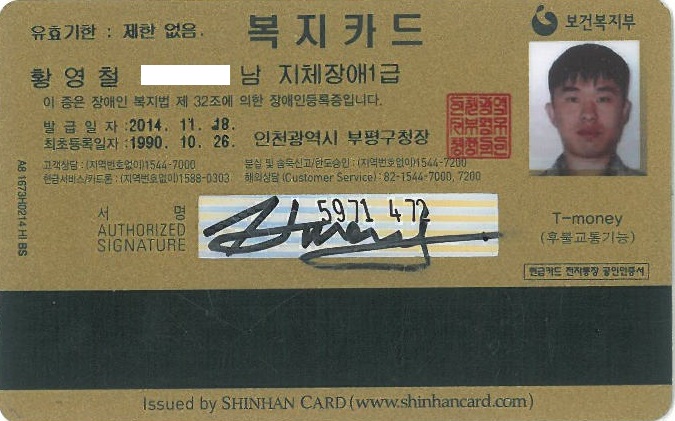 유효기한 : 제한 없음. 복지카드 보건복지부
황영철 남 지체장애1급
이 증은 장애인 복지법 제 32조에 의한 장애인등록증입니다.
발 급 일 자 :2014. 11. 18.
최초등록일자 :1990. 10. 26. 인천광역시 부평구청장
고객상담 : (지역번호없이)1544-7000 분실 및 습득신고/한도승인 : (지역번호없이)1544-7200
현금서비스/카드론 : (지역번호없이)1588-0303 해외상담 (Customer Service) : 82-1544-7000, 7200
A8 1673H0214 HI BS
서 명
AUTHORIZED
SIGNATURE
5971 472
T-money
(후불교통기능)
현금카드 전자통장 공인인증서
Issued by SHINHAN CARD (www.shinhancard.com)